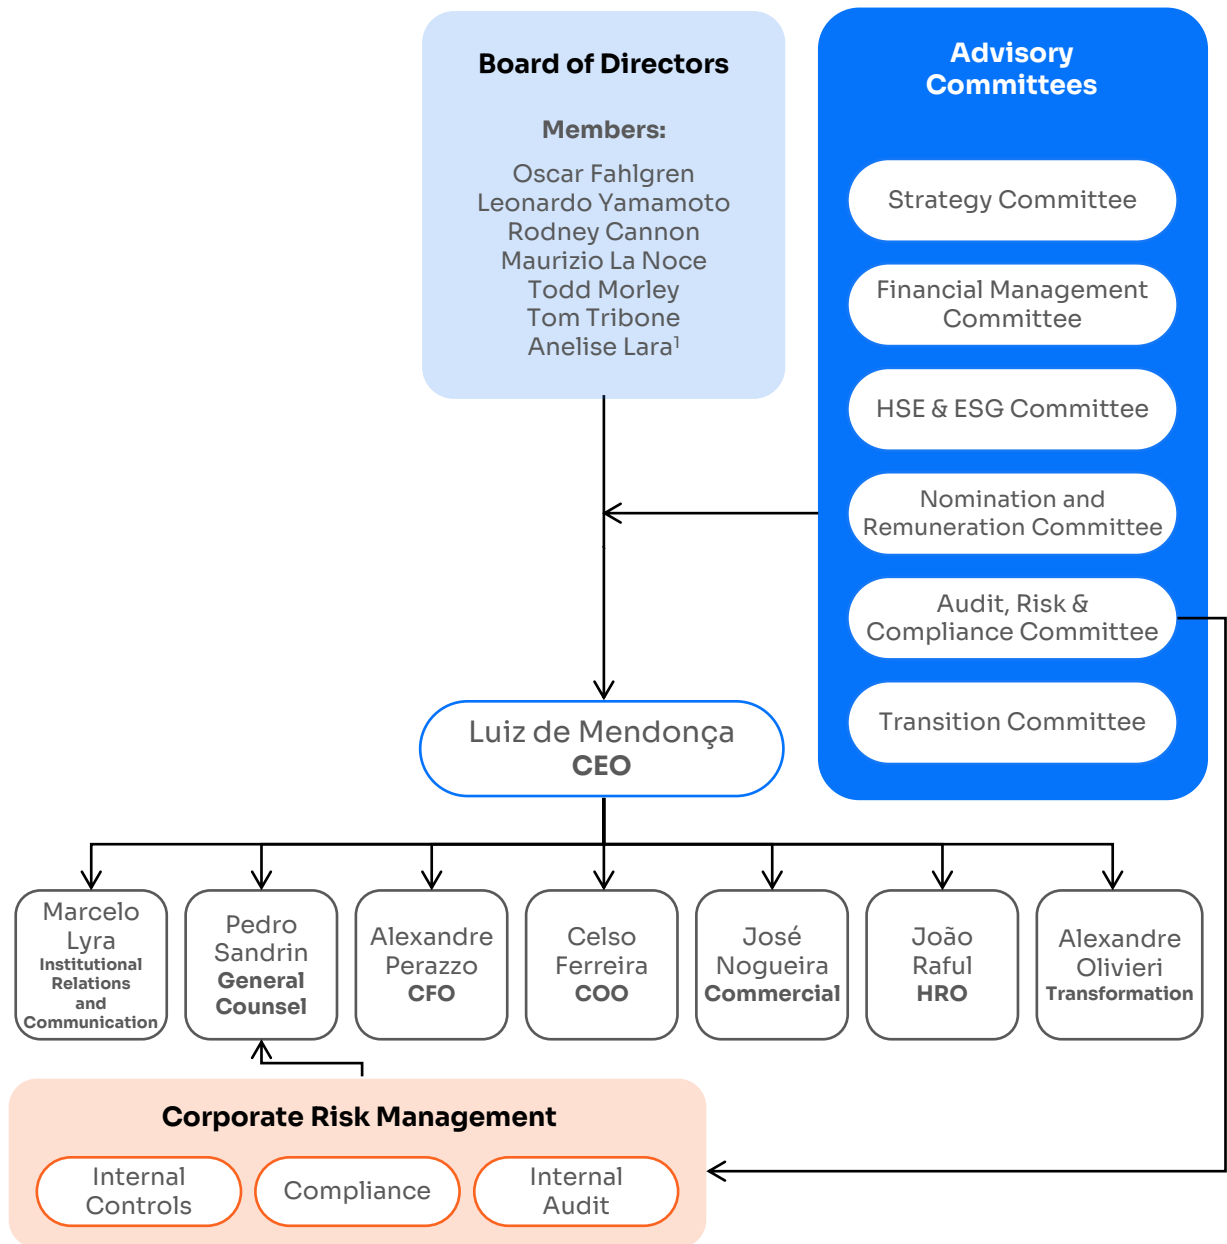 Board of Directors
Members:
Oscar Fahlgren
Leonardo Yamamoto
Rodney Cannon
Maurizio La Noce
Todd Morley
Tom Tribone
Anelise Lara¹
Advisory
Committees
Strategy Committee
Financial Management
Committee
HSE & ESG Committee
Nomination and
Remuneration Committee
Audit, Risk &
Compliance Committee
Transition Committee
Luiz de Mendonça
CEO
Marcelo
Lyra
Institutional
Relations
and
Communication
Pedro
Sandrin
General
Counsel
Alexandre
Perazzo
CFO
Celso
Ferreira
COO
José
Nogueira
Commercial
João
Raful
HRO
Alexandre
Olivieri
Transformation
Corporate Risk Management
Internal
Controls
Compliance
Internal
Audit